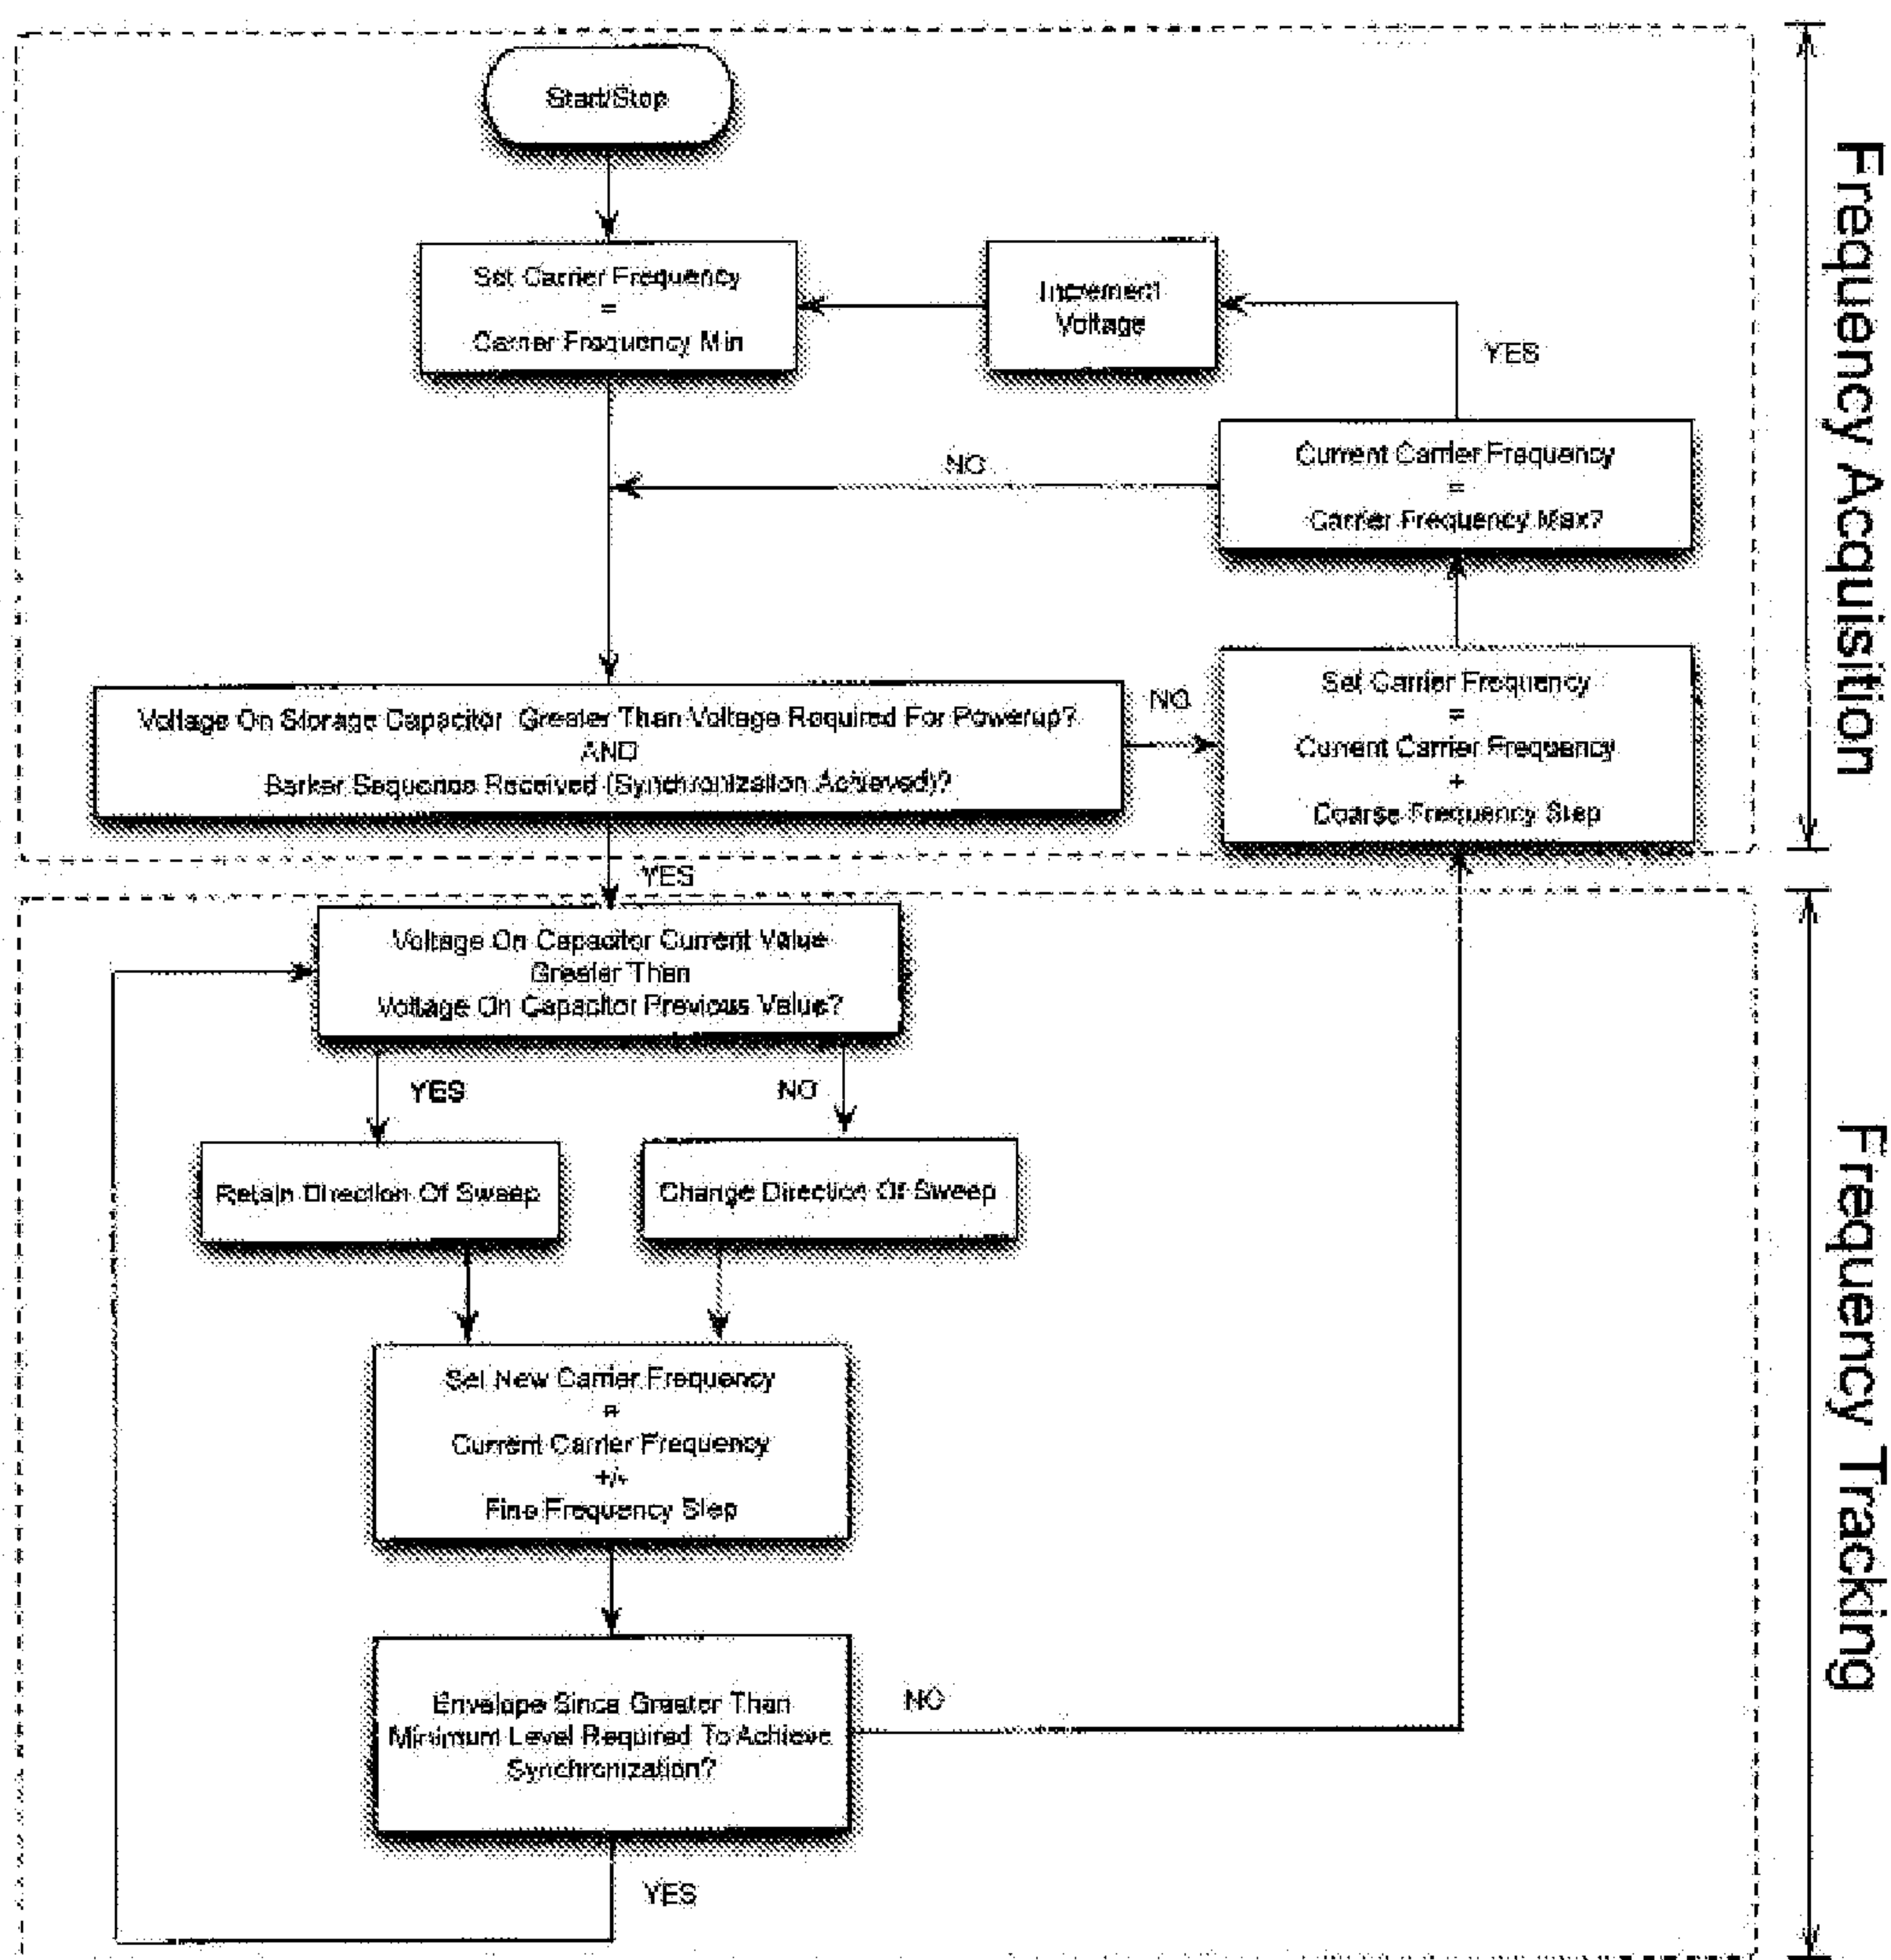 Start/Stop
Set Carrier Frequency
=
Carrier Frequency Min
Increment
Voltage
YES
NO
Current Carrier Frequency
=
Carrier Frequency Max?
Voltage On Storage Capacitor Greater Than Voltage Required For Powerup?
AND
Barker Sequence Received (Synchronization Achieved)?
NO
Set Carrier Frequency
=
Current Carrier Frequency
+
Coarse Frequency Step
Frequency Acquisition
YES
Voltage On Capacitor Current Value
Greater Than
Voltage On Capacitor Previous Value?
YES
NO
Retain Direction Of Sweep
Change Direction Of Sweep
Set New Carrier Frequency
=
Current Carrier Frequency
+/-
Fine Frequency Step
Envelope Since Greater Than
Minimum Level Required To Achieve
Synchronization?
NO
YES
Frequency Tracking